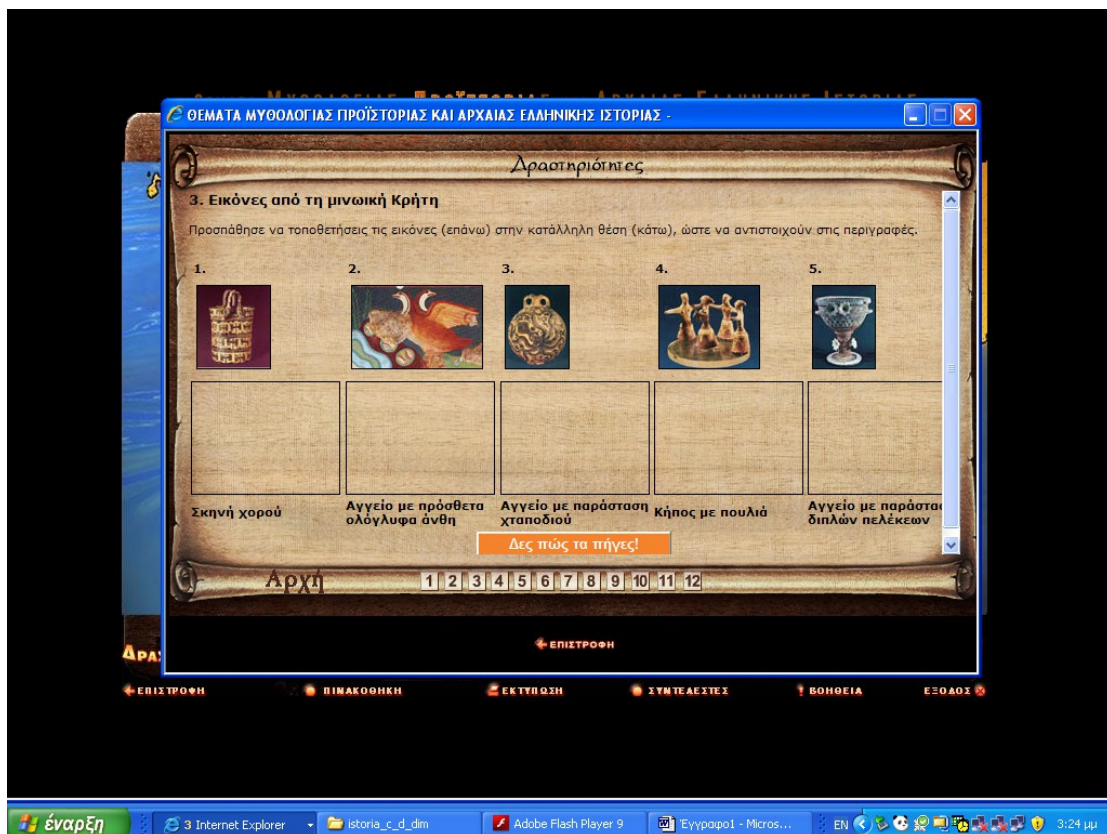 ΘΕΜΑΤΑ ΜΥΘΟΛΟΓΙΑΣ ΠΡΟΪΣΤΟΡΙΑΣ ΚΑΙ ΑΡΧΑΙΑΣ ΕΛΛΗΝΙΚΗΣ ΙΣΤΟΡΙΑΣ -
Δραστηριότητες
3. Εικόνες από τη μινωική Κρήτη
Προσπάθησε να τοποθετήσεις τις εικόνες (επάνω) στην κατάλληλη θέση (κάτω), ώστε να αντιστοιχούν στις περιγραφές.
1. 2. 3. 4. 5.
Σκηνή χορού
Αγγείο με πρόσθετα
ολόγλυφα άνθη
Αγγείο με παράσταση
χταποδιού
Κήπος με πουλιά
Αγγείο με παράστα
διπλών πελέκεων
Δες πώς τα πήγες!
Αρχή 1 2 3 4 5 6 7 8 9 10 11 12
ΕΠΙΣΤΡΟΦΗ
ΔΡΑΣ
ΕΠΙΣΤΡΟΦΗ ΠΙΝΑΚΟΘΗΚΗ ΕΚΤΥΠΩΣΗ ΣΥΝΤΕΛΕΣΤΕΣ ΒΟΗΘΕΙΑ ΕΞΟΔΟΣ
έναρξη 3 Internet Explorer istoria_c_d_dim Adobe Flash Player 9 Έγγραφο1 - Micros... EN 3:24 μμ